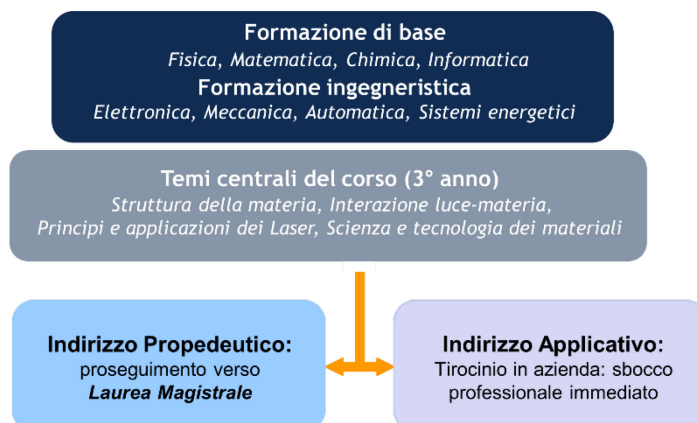 Formazione di base
Fisica, Matematica, Chimica, Informatica
Formazione ingegneristica
Elettronica, Meccanica, Automatica, Sistemi energetici
Temi centrali del corso (3° anno)
Struttura della materia, Interazione luce-materia,
Principi e applicazioni dei Laser, Scienza e tecnologia dei materiali
Indirizzo Propedeutico:
proseguimento verso
Laurea Magistrale
Indirizzo Applicativo:
Tirocinio in azienda: sbocco
professionale immediato